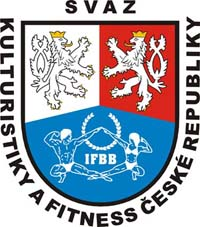 SVAZ
KULTURISTIKY A FITNESS ČESKÉ REPUBLIKY
IFBB